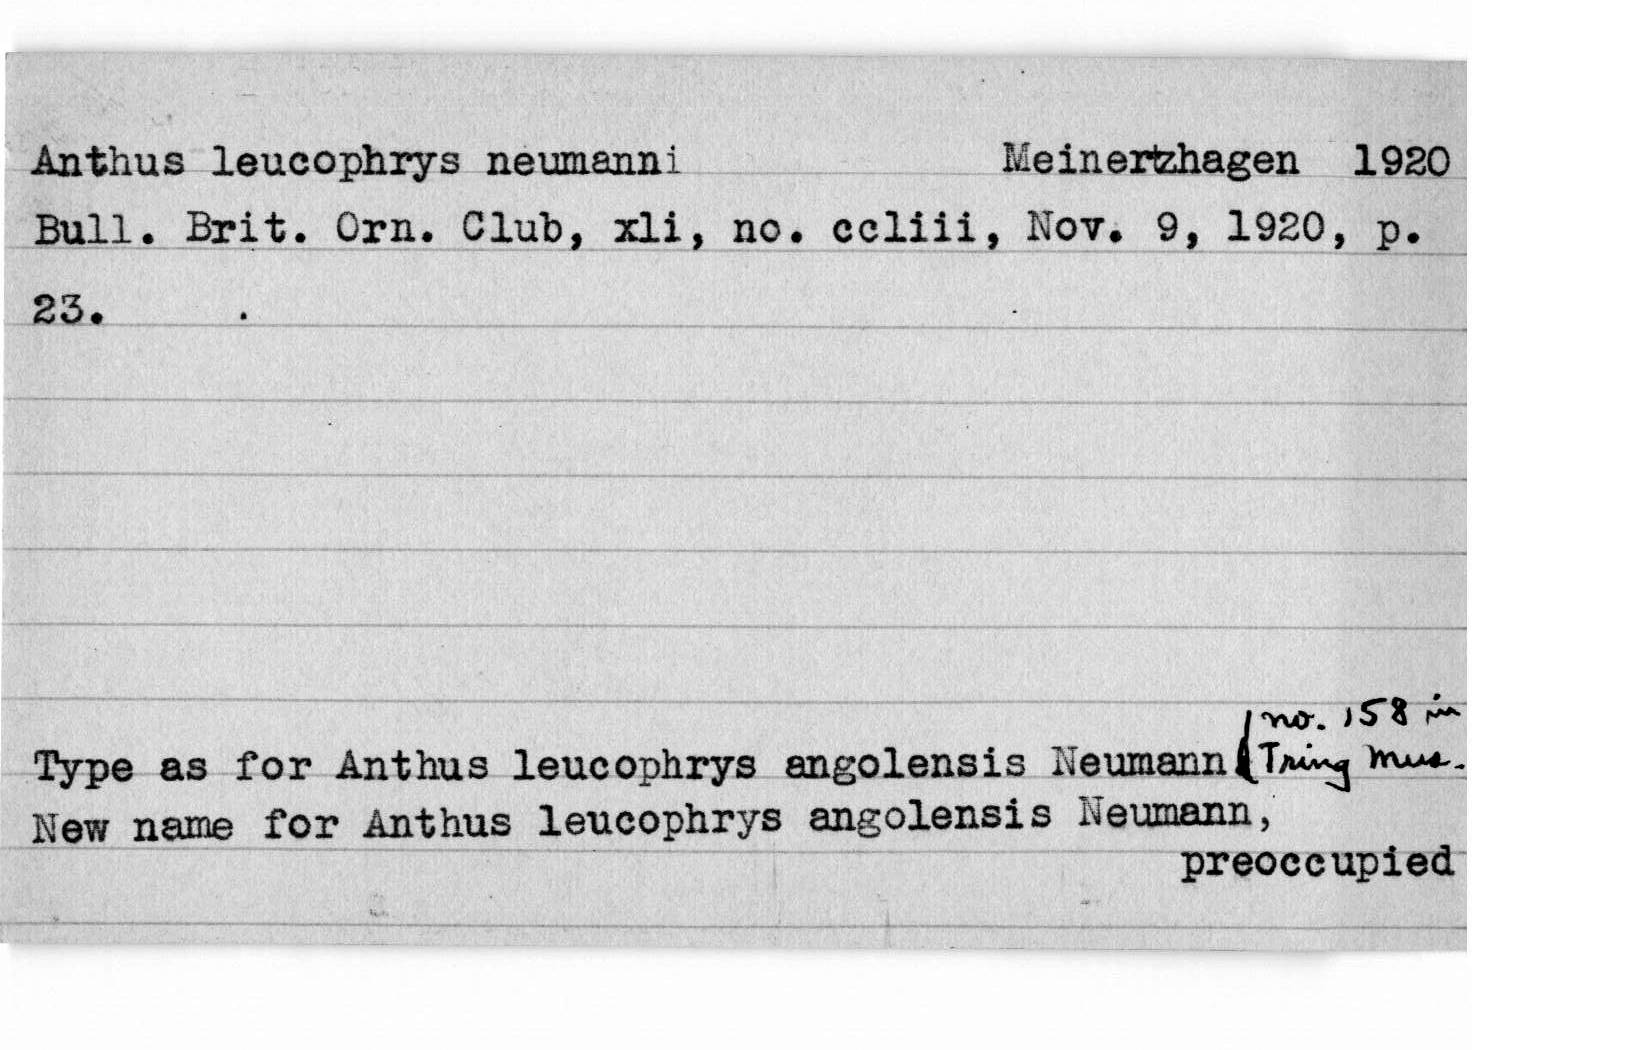 Anthus leucophrys neumanni Meinertzhagen 1920
Bull. Brit. Orn. Club, xli, no. ccliii, Nov. 9, 1920, p.
23.
no. 158 in
Type as for Anthus leucophrys angolensis Neumann ( Tring Mus.
New name for Anthus leucophrys angolensis Neumann,
preoccupied